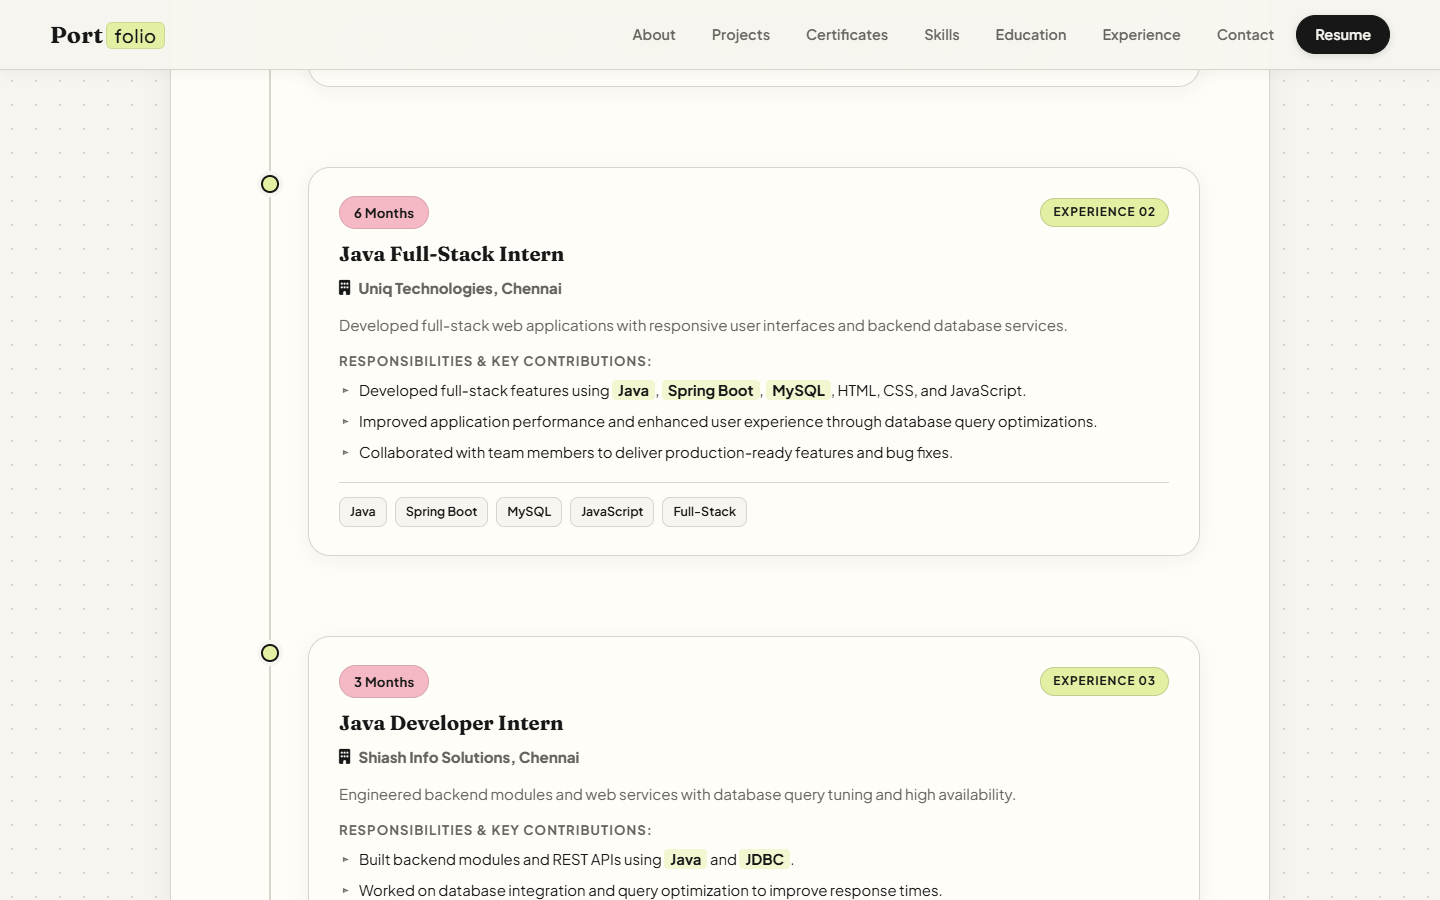 Port folio
About Projects Certificates Skills Education Experience Contact Resume
6 Months EXPERIENCE 02
Java Full-Stack Intern
Uniq Technologies, Chennai
Developed full-stack web applications with responsive user interfaces and backend database services.
RESPONSIBILITIES & KEY CONTRIBUTIONS:
Developed full-stack features using Java, Spring Boot, MySQL, HTML, CSS, and JavaScript.
Improved application performance and enhanced user experience through database query optimizations.
Collaborated with team members to deliver production-ready features and bug fixes.
Java Spring Boot MySQL JavaScript Full-Stack
3 Months EXPERIENCE 03
Java Developer Intern
Shiash Info Solutions, Chennai
Engineered backend modules and web services with database query tuning and high availability.
RESPONSIBILITIES & KEY CONTRIBUTIONS:
Built backend modules and REST APIs using Java and JDBC.
Worked on database integration and query optimization to improve response times.